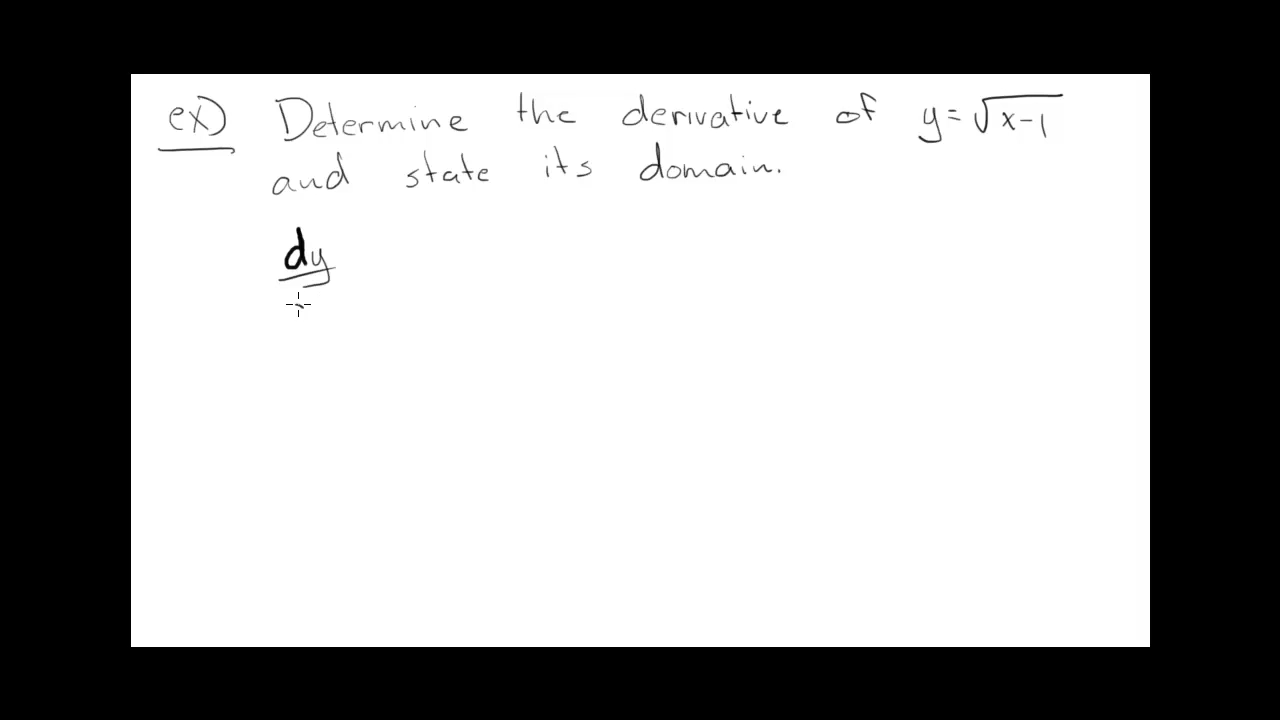 ex) Determine the derivative of y=√x-1
and state its domain.
dy